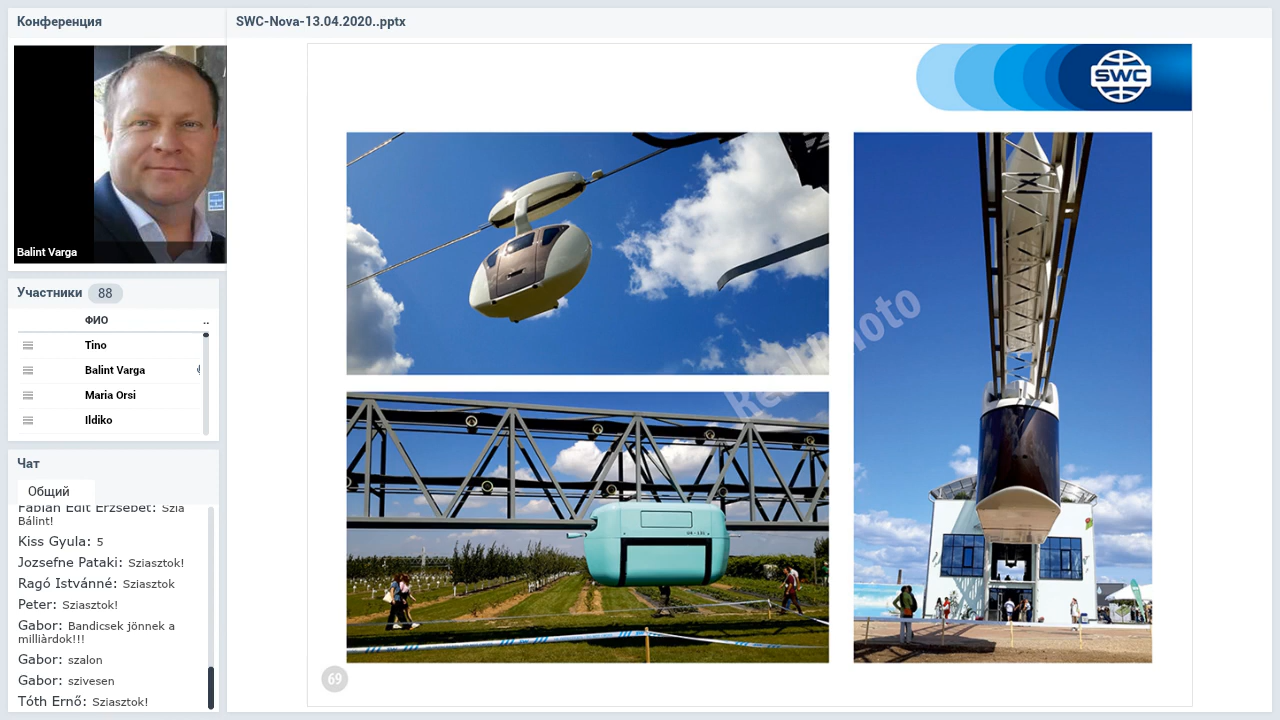 Конференция
SWC-Nova-13.04.2020..pptx
Balint Varga
Участники 88
ФИО ..
Tino
Balint Varga
Maria Orsi
Ildiko
Чат
Общий
Fabian Edit Erzsebet: Szia
Bálint!
Kiss Gyula: 5
Jozsefne Pataki: Sziasztok!
Ragó Istvánné: Sziasztok
Peter: Sziasztok!
Gabor: Bandicsek jönnek a
milliàrdok!!!
Gabor: szalon
Gabor: szivesen
Tóth Ernő: Sziasztok!
SWC
69